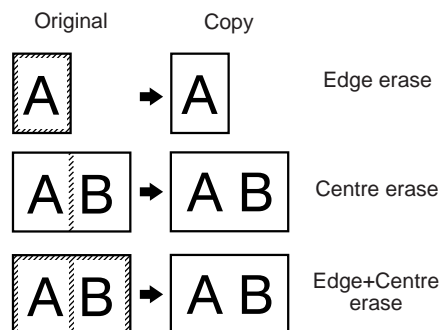 Original Copy
A A Edge erase
A B A B Centre erase
A B A B Edge+Centre
erase